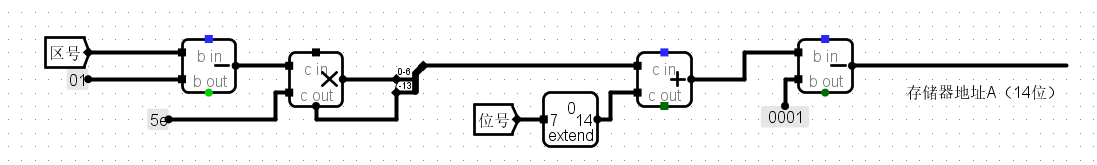 区号
01
b in
b out
5e
c in
c out
0-6
-13
位号
0
7 14
extend
c in
c out
b in
b out
0001
存储器地址A（14位）